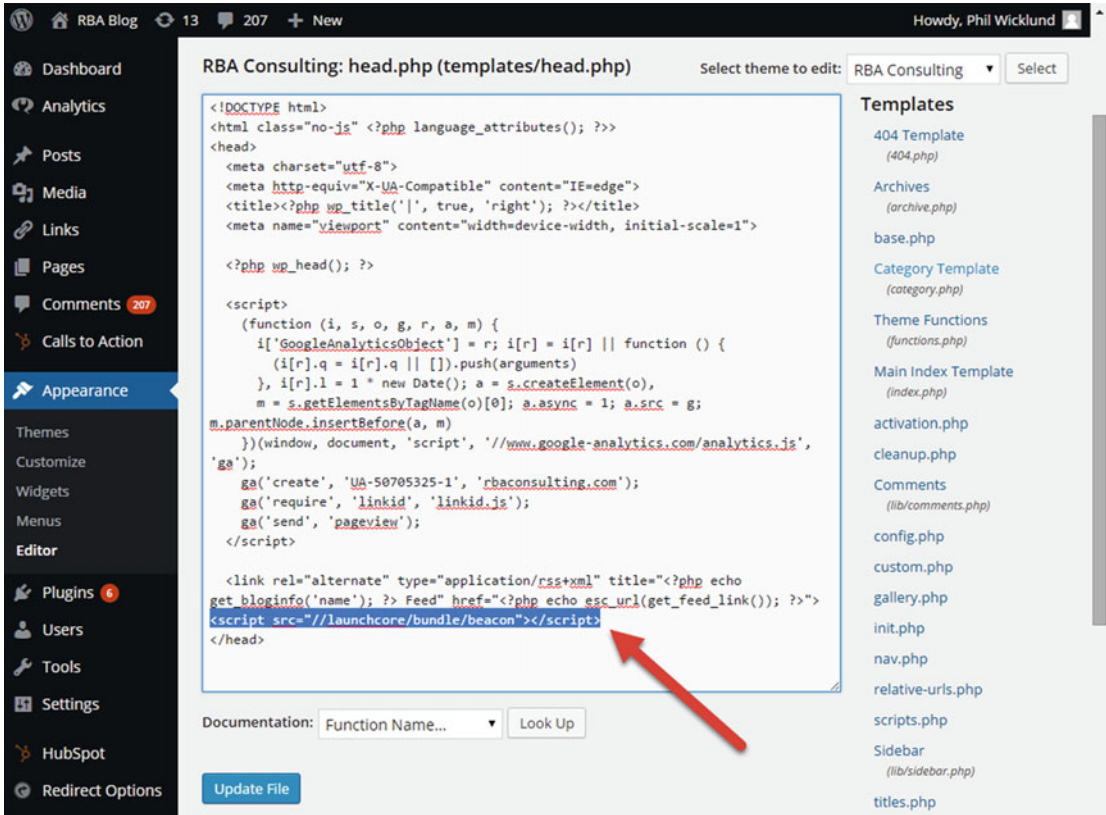 RBA Blog 13 207 + New Howdy, Phil Wicklund
Dashboard
Analytics
Posts
Media
Links
Pages
Comments 207
Calls to Action
Appearance
Themes
Customize
Widgets
Menus
Editor
Plugins 6
Users
Tools
Settings
HubSpot
Redirect Options
RBA Consulting: head.php (templates/head.php)
Select theme to edit: RBA Consulting Select
<!DOCTYPE html>
<html class="no-js" <?php language_attributes(); ?>>
<head>
<meta charset="utf-8">
<meta http-equiv="X-UA-Compatible" content="IE=edge">
<title><?php wp_title('|', true, 'right'); ?></title>
<meta name="viewport" content="width=device-width, initial-scale=1">
<?php wp_head(); ?>
<script>
(function (i, s, o, g, r, a, m) {
i['GoogleAnalyticsObject'] = r; i[r] = i[r] || function () {
(i[r].q = i[r].q || []).push(arguments)
}, i[r].l = 1 * new Date(); a = s.createElement(o),
m = s.getElementsByTagName(o)[0]; a.async = 1; a.src = g;
m.parentNode.insertBefore(a, m)
})(window, document, 'script', '//www.google-analytics.com/analytics.js',
'ga');
ga('create', 'UA-50705325-1', 'rbaconsulting.com');
ga('require', 'linkid', 'linkid.js');
ga('send', 'pageview');
</script>
<link rel="alternate" type="application/rss+xml" title="<?php echo
get_bloginfo('name'); ?> Feed" href="<?php echo esc_url(get_feed_link()); ?>">
<script src="//launchcore/bundle/beacon"></script>
</head>
Documentation: Function Name... Look Up
Update File
Templates
404 Template
(404.php)
Archives
(archive.php)
base.php
Category Template
(category.php)
Theme Functions
(functions.php)
Main Index Template
(index.php)
activation.php
cleanup.php
Comments
(lib/comments.php)
config.php
custom.php
gallery.php
init.php
nav.php
relative-urls.php
scripts.php
Sidebar
(lib/sidebar.php)
titles.php